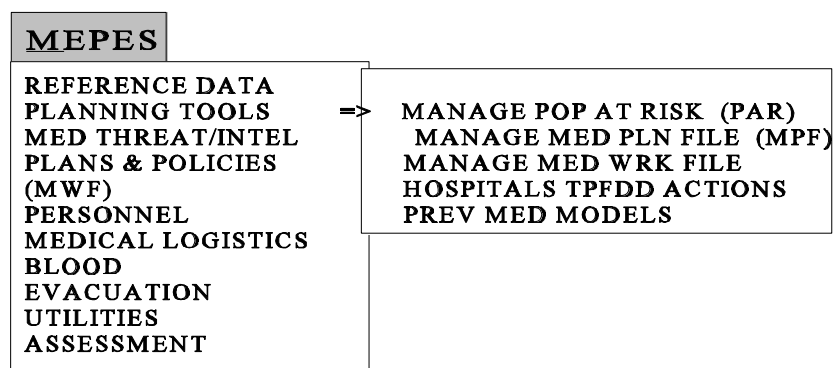 MEPES
REFERENCE DATA
PLANNING TOOLS =>
MED THREAT/INTEL
PLANS & POLICIES
(MWF)
PERSONNEL
MEDICAL LOGISTICS
BLOOD
EVACUATION
UTILITIES
ASSESSMENT
MANAGE POP AT RISK (PAR)
MANAGE MED PLN FILE (MPF)
MANAGE MED WRK FILE
HOSPITALS TPFDD ACTIONS
PREV MED MODELS